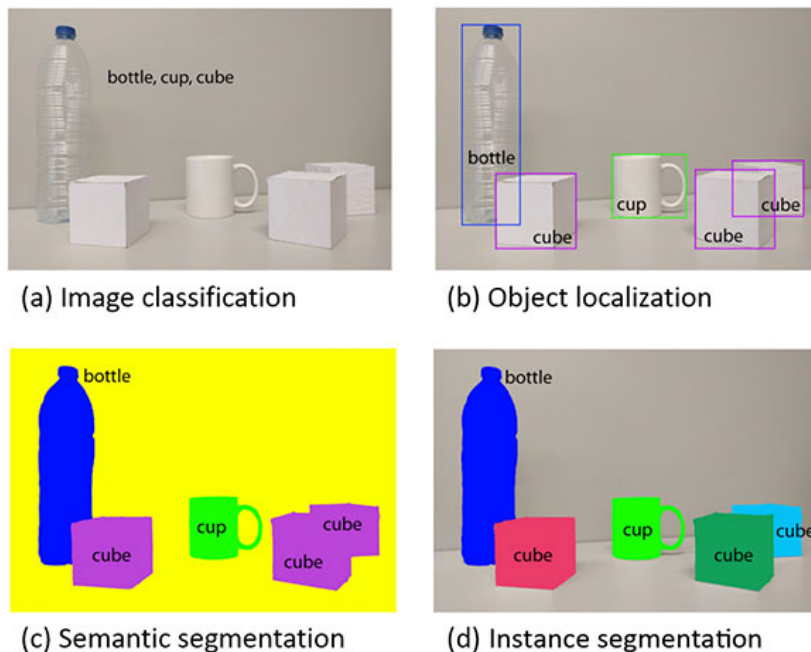 bottle, cup, cube
(a) Image classification
bottle
cup
cube
cube
cube
(b) Object localization
bottle
cup
cube
cube
cube
(c) Semantic segmentation
bottle
cup
cube
cube
cube
(d) Instance segmentation